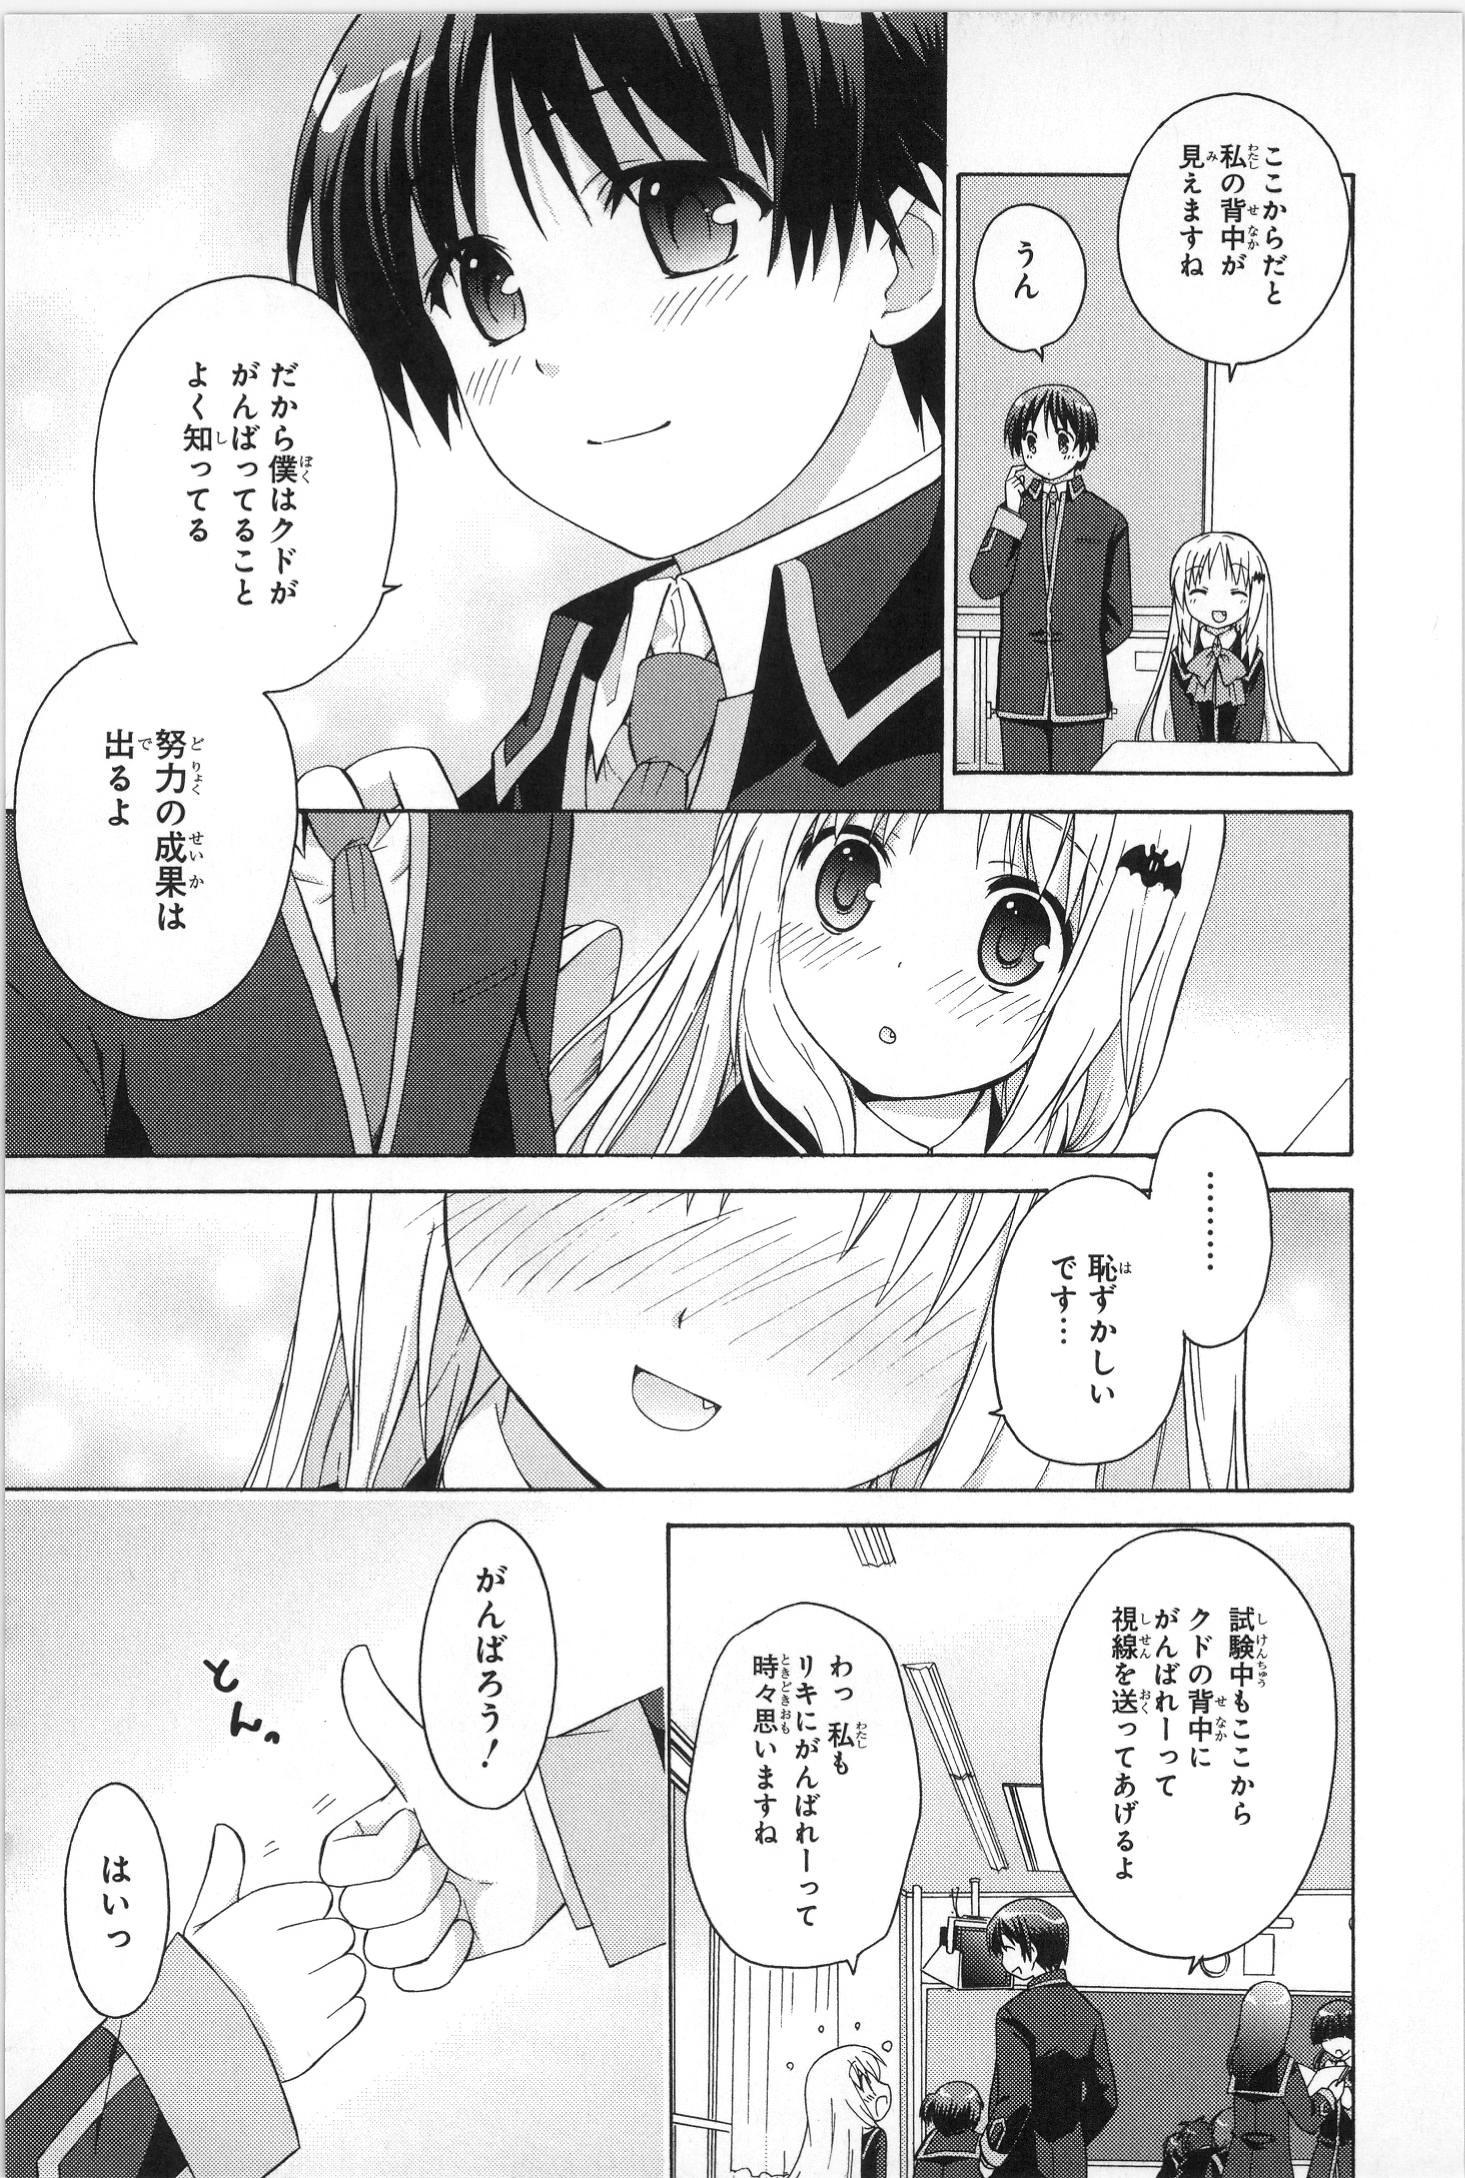 ここからだと
私の背中が
見えますね
うん
だから僕はクドが
がんばってること
よく知ってる
努力の成果は
出るよ
………
恥ずかしい
です…
試験中もここから
クドの背中に
がんばれーって
視線を送ってあげるよ
わっ 私も
リキにがんばれーって
時々思いますね
がんばろう！
とんっ
はいっ